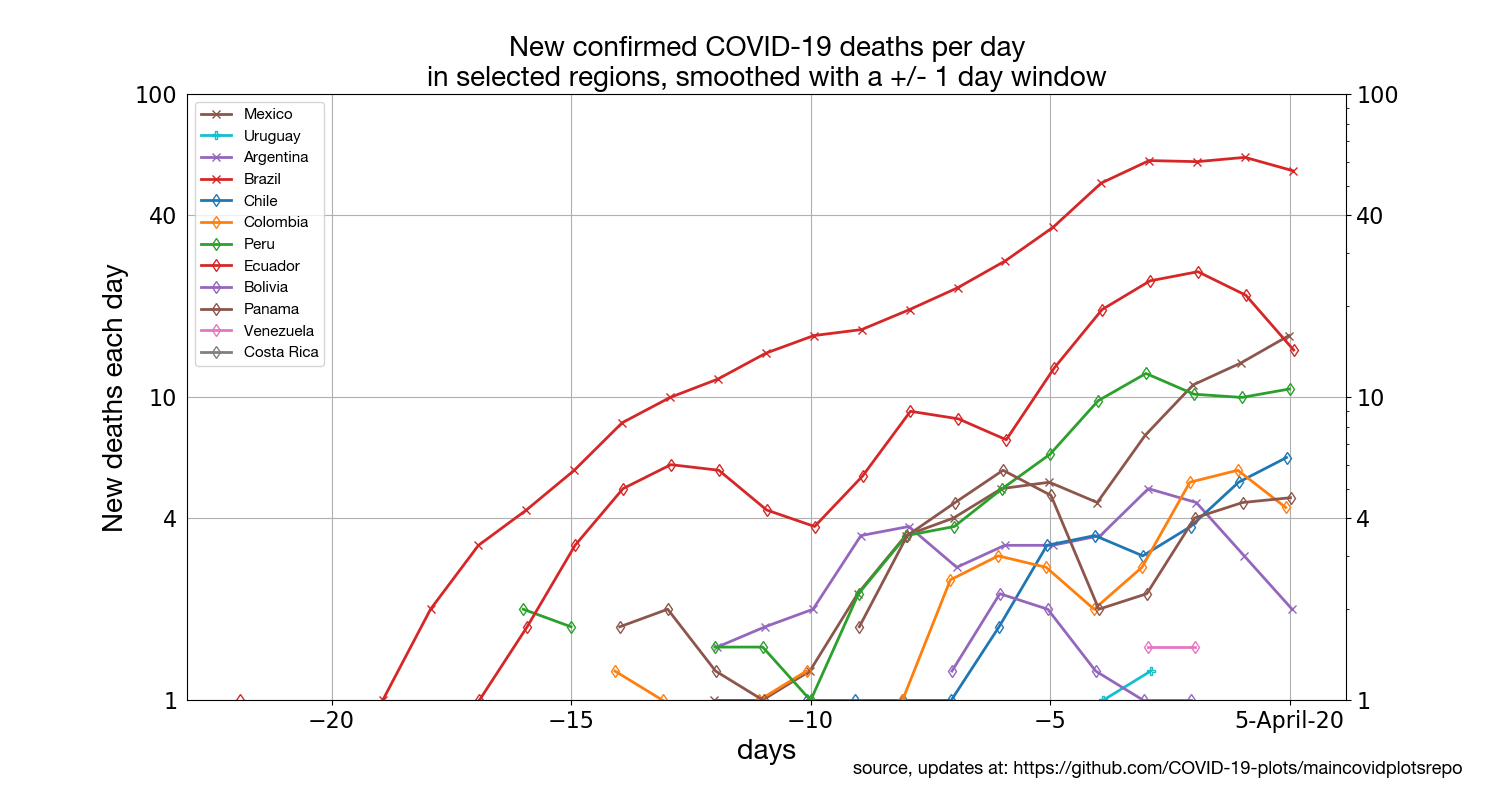 New confirmed COVID-19 deaths per day
in selected regions, smoothed with a +/- 1 day window
100
40
10
4
1
New deaths each day
Mexico
Uruguay
Argentina
Brazil
Chile
Colombia
Peru
Ecuador
Bolivia
Panama
Venezuela
Costa Rica
100
40
10
4
1
−20
−15
−10
−5
5-April-20
days
source, updates at: https://github.com/COVID-19-plots/maincovidplotsrepo